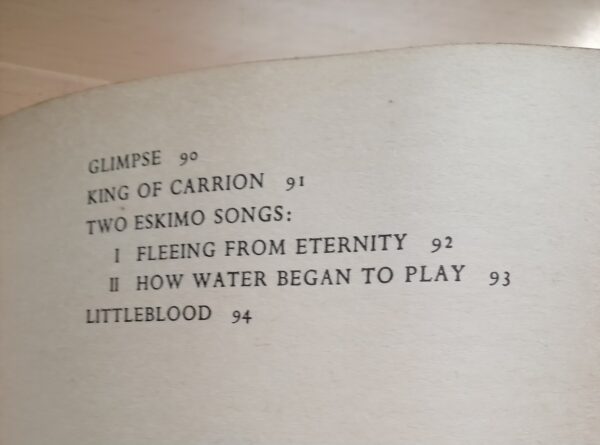 GLIMPSE 90
KING OF CARRION 91
TWO ESKIMO SONGS:
I FLEEING FROM ETERNITY 92
II HOW WATER BEGAN TO PLAY 93
LITTLEBLOOD 94